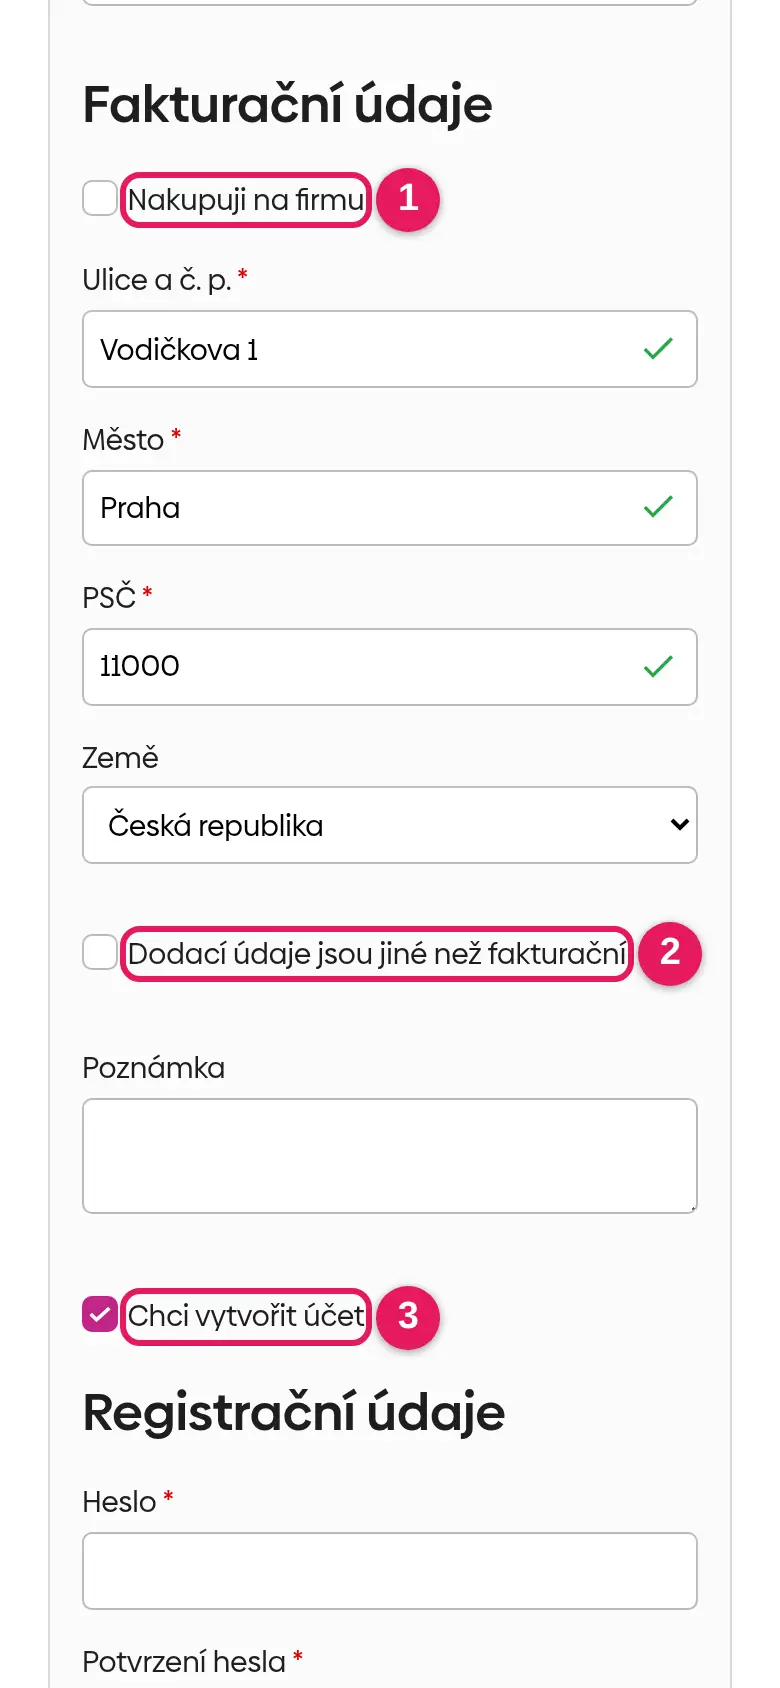 Fakturační údaje
Nakupuji na firmu 1
Ulice a č. p. *
Vodičkova 1
Město *
Praha
PSČ *
11000
Země
Česká republika
Dodací údaje jsou jiné než fakturační 2
Poznámka
Chci vytvořit účet 3
Registrační údaje
Heslo *
Potvrzení hesla *